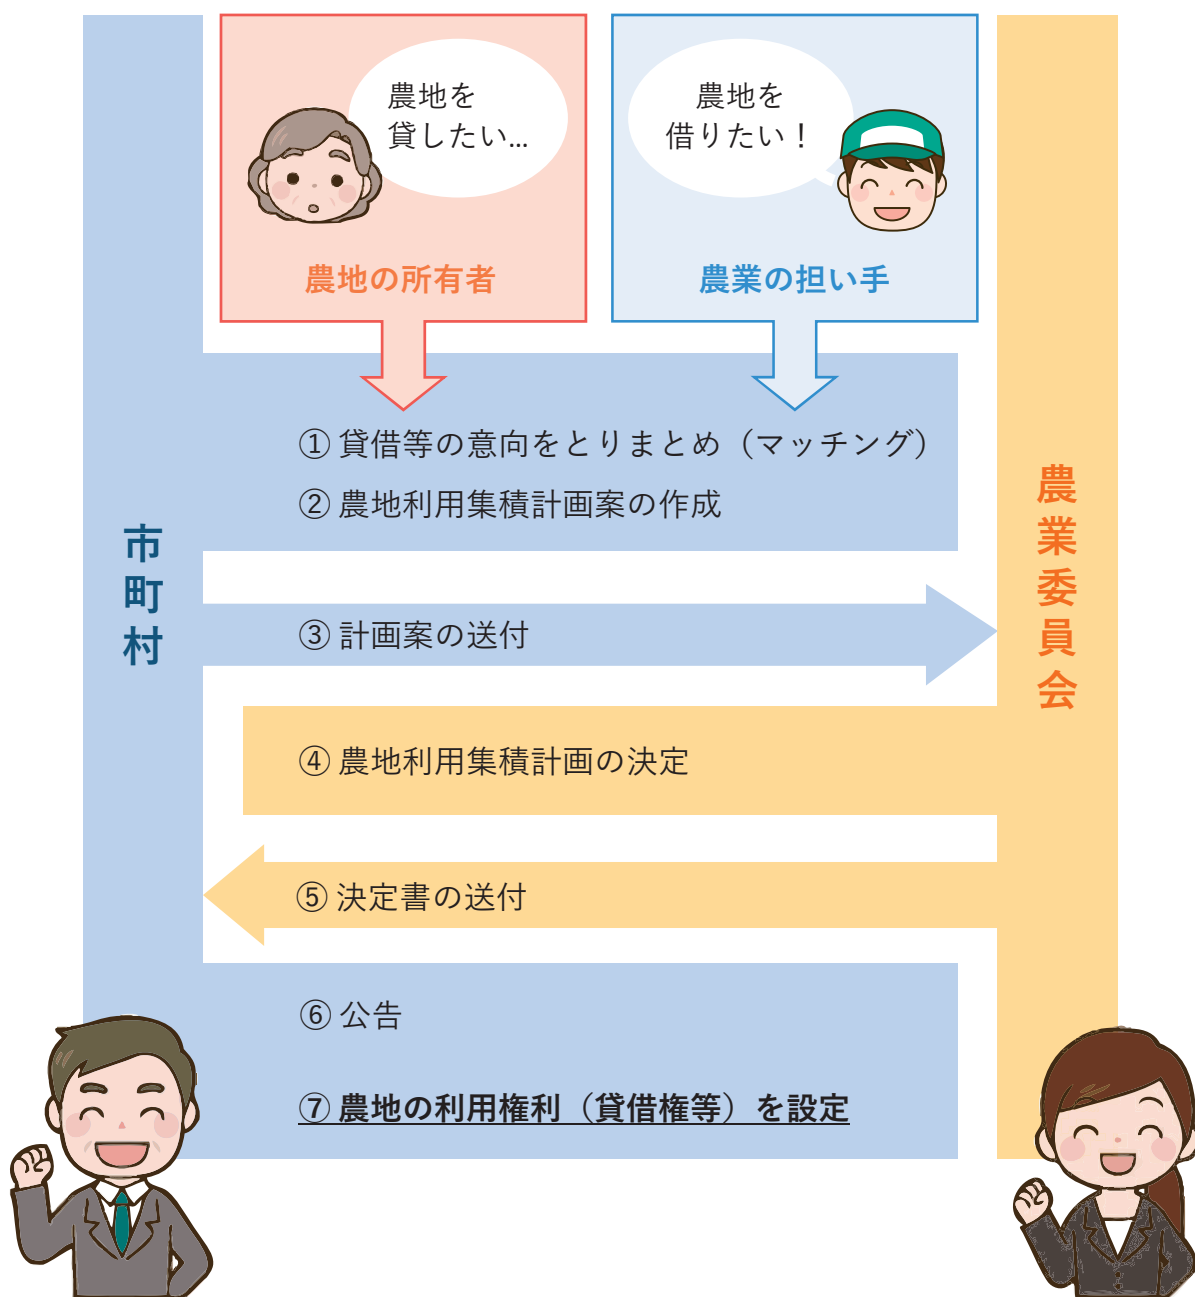 農地を
貸したい...
農地を
借りたい！
農地の所有者
農業の担い手
①貸借等の意向をとりまとめ（マッチング）
②農地利用集積計画案の作成
市町村
農業委員会
③計画案の送付
④農地利用集積計画の決定
⑤決定書の送付
⑥公告
⑦農地の利用権利（貸借権等）を設定